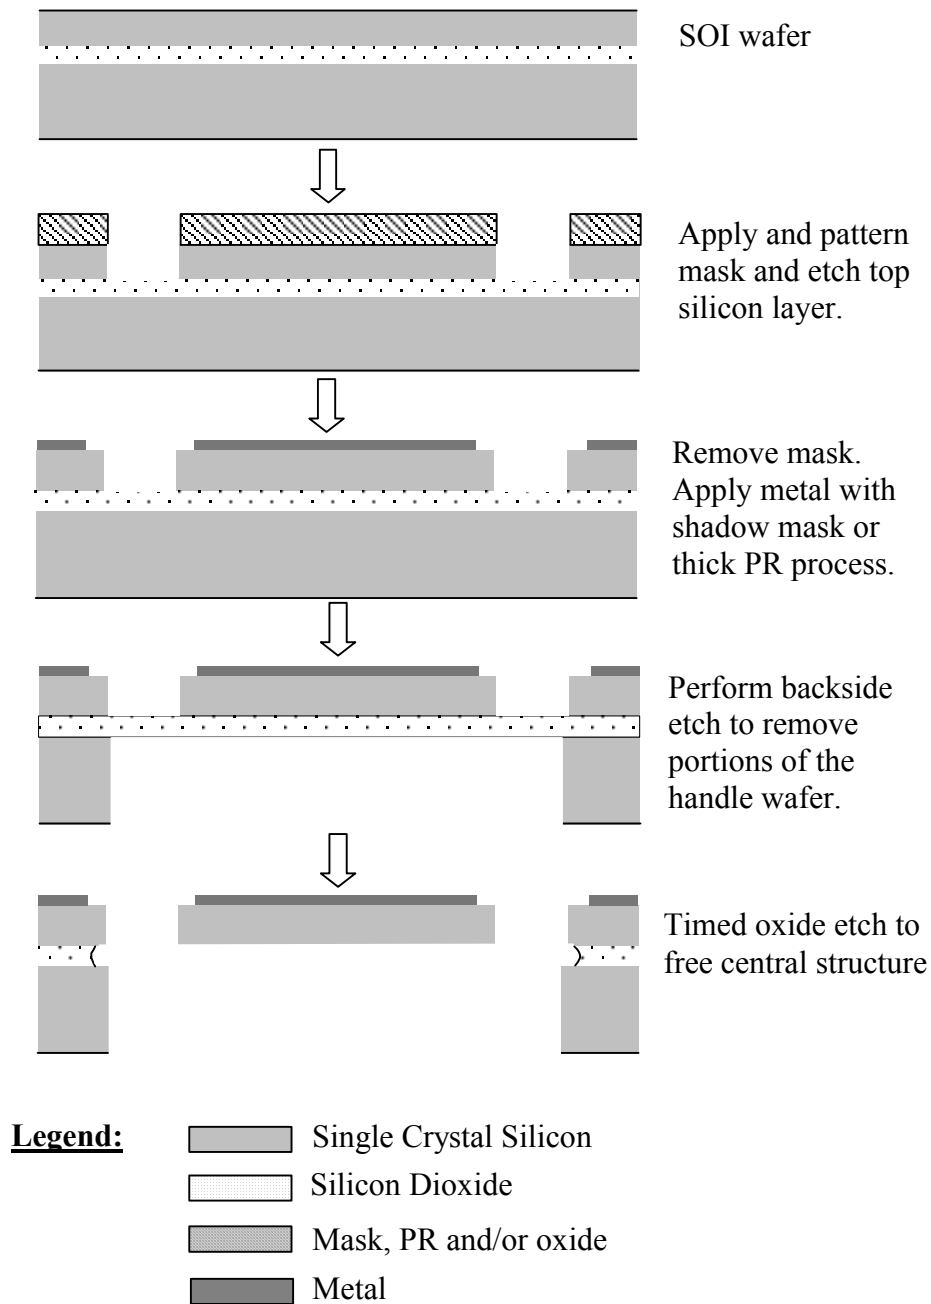 SOI wafer
Apply and pattern
mask and etch top
silicon layer.
Remove mask.
Apply metal with
shadow mask or
thick PR process.
Perform backside
etch to remove
portions of the
handle wafer.
Timed oxide etch to
free central structure
Legend:
Single Crystal Silicon
Silicon Dioxide
Mask, PR and/or oxide
Metal